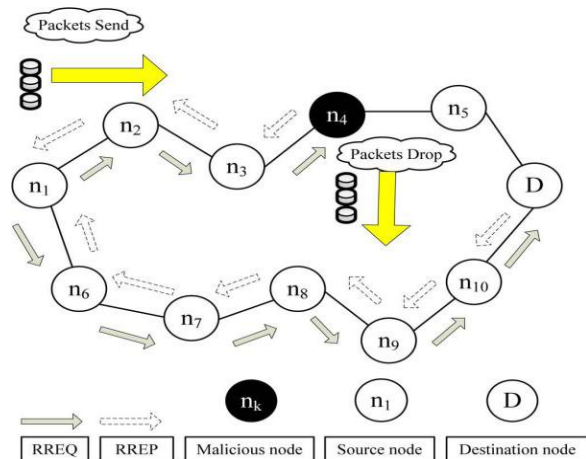 Packets Send
n₂
n₄
n₅
n₃
Packets Drop
n₁
D
n₆
n₇
n₈
n₉
n₁₀
nₖ
n₁
D
RREQ
RREP
Malicious node
Source node
Destination node